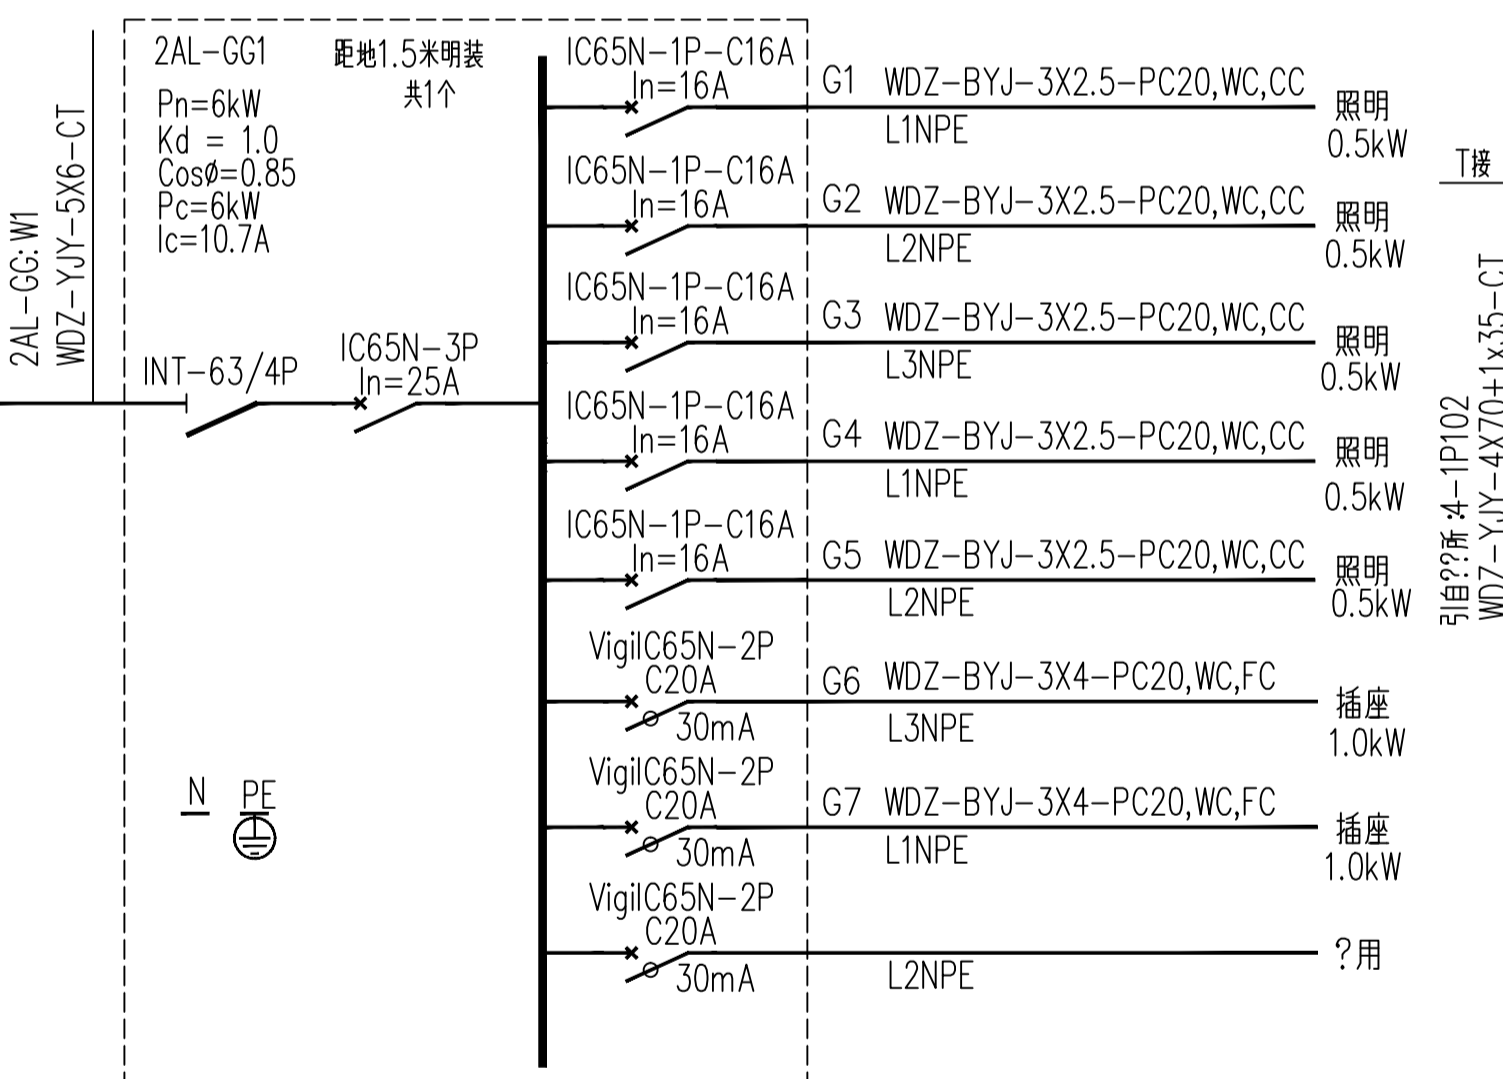 2AL-GG:W1
WDZ-YJY-5X6-CT
2AL-GG1
距地1.5米明装
共1个
Pn=6kW
Kd = 1.0
CosØ=0.85
Pc=6kW
Ic=10.7A
INT-63/4P
IC65N-3P
In=25A
N
PE
IC65N-1P-C16A
In=16A
G1
WDZ-BYJ-3X2.5-PC20,WC,CC
L1NPE
照明
0.5kW
IC65N-1P-C16A
In=16A
G2
WDZ-BYJ-3X2.5-PC20,WC,CC
L2NPE
照明
0.5kW
IC65N-1P-C16A
In=16A
G3
WDZ-BYJ-3X2.5-PC20,WC,CC
L3NPE
照明
0.5kW
IC65N-1P-C16A
In=16A
G4
WDZ-BYJ-3X2.5-PC20,WC,CC
L1NPE
照明
0.5kW
IC65N-1P-C16A
In=16A
G5
WDZ-BYJ-3X2.5-PC20,WC,CC
L2NPE
照明
0.5kW
VigiIC65N-2P
C20A
30mA
G6
WDZ-BYJ-3X4-PC20,WC,FC
L3NPE
插座
1.0kW
VigiIC65N-2P
C20A
30mA
G7
WDZ-BYJ-3X4-PC20,WC,FC
L1NPE
插座
1.0kW
VigiIC65N-2P
C20A
30mA
L2NPE
?用
T接
引自??所:4-1P102
WDZ-YJY-4X70+1x35-CT